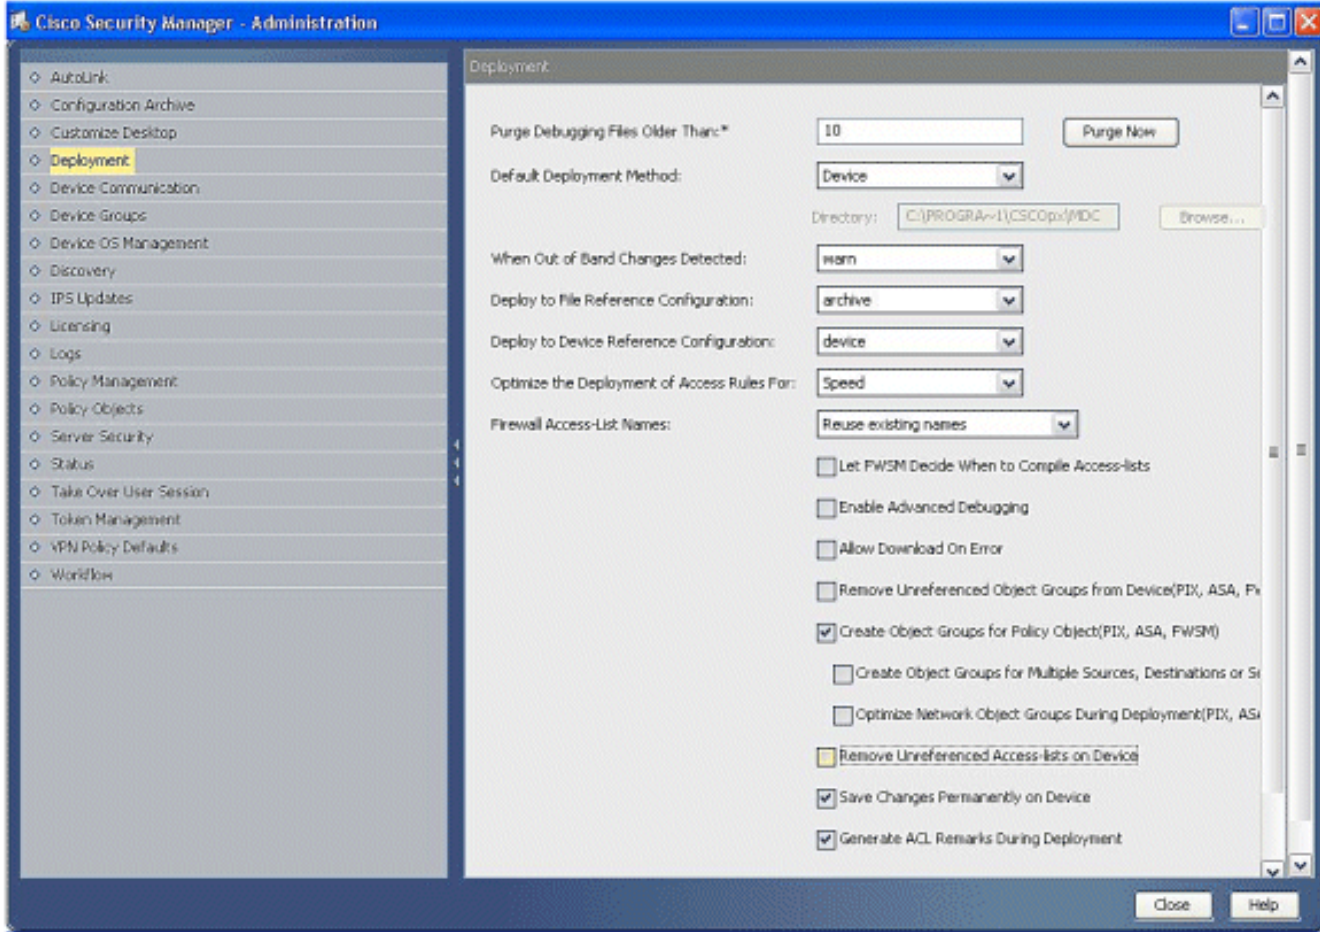 Cisco Security Manager - Administration
AutoLink
Configuration Archive
Customize Desktop
Deployment
Device Communication
Device Groups
Device OS Management
Discovery
IPS Updates
Licensing
Logs
Policy Management
Policy Objects
Server Security
Status
Take Over User Session
Token Management
VPN Policy Defaults
Workflow
Deployment
Purge Debugging Files Older Than:* 10 Purge Now
Default Deployment Method: Device
Directory: C:\PROGRA~1\CSCOpx\MDC Browse...
When Out of Band Changes Detected: warn
Deploy to File Reference Configuration: archive
Deploy to Device Reference Configuration: device
Optimize the Deployment of Access Rules For: Speed
Firewall Access-List Names: Reuse existing names
Let FWSM Decide When to Compile Access-lists
Enable Advanced Debugging
Allow Download On Error
Remove Unreferenced Object Groups from Device(PIX, ASA,
Create Object Groups for Policy Object(PIX, ASA, FWSM)
Create Object Groups for Multiple Sources, Destinations or
Optimize Network Object Groups During Deployment(PIX,
Remove Unreferenced Access-lists on Device
Save Changes Permanently on Device
Generate ACL Remarks During Deployment
Close Help